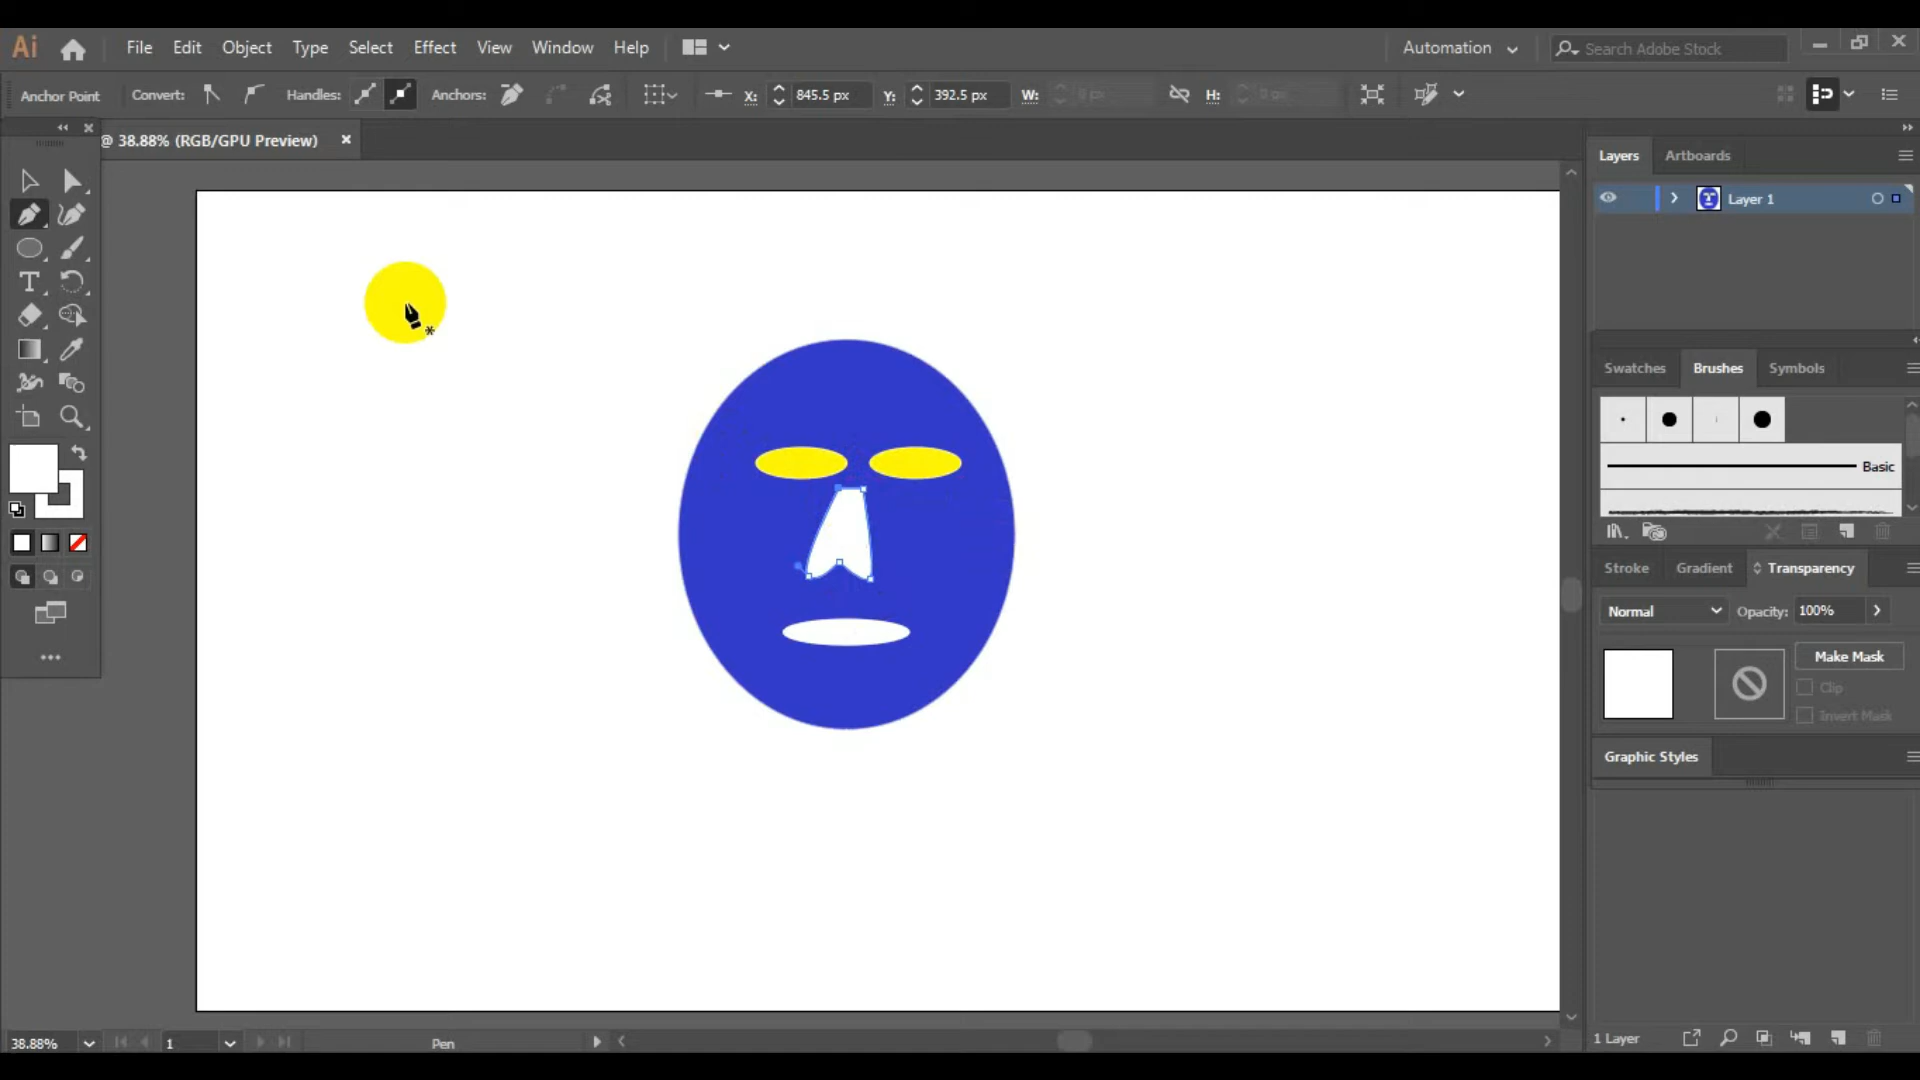 Ai File Edit Object Type Select Effect View Window Help Automation Search Adobe Stock
Anchor Point Convert: Handles: Anchors: X: 845.5 px Y: 392.5 px W: H:
@ 38.88% (RGB/GPU Preview)
Layers Artboards
Layer 1
Swatches Brushes Symbols
Basic
Stroke Gradient Transparency
Normal Opacity: 100%
Make Mask
Clip
Invert Mask
Graphic Styles
38.88% 1 Pen 1 Layer